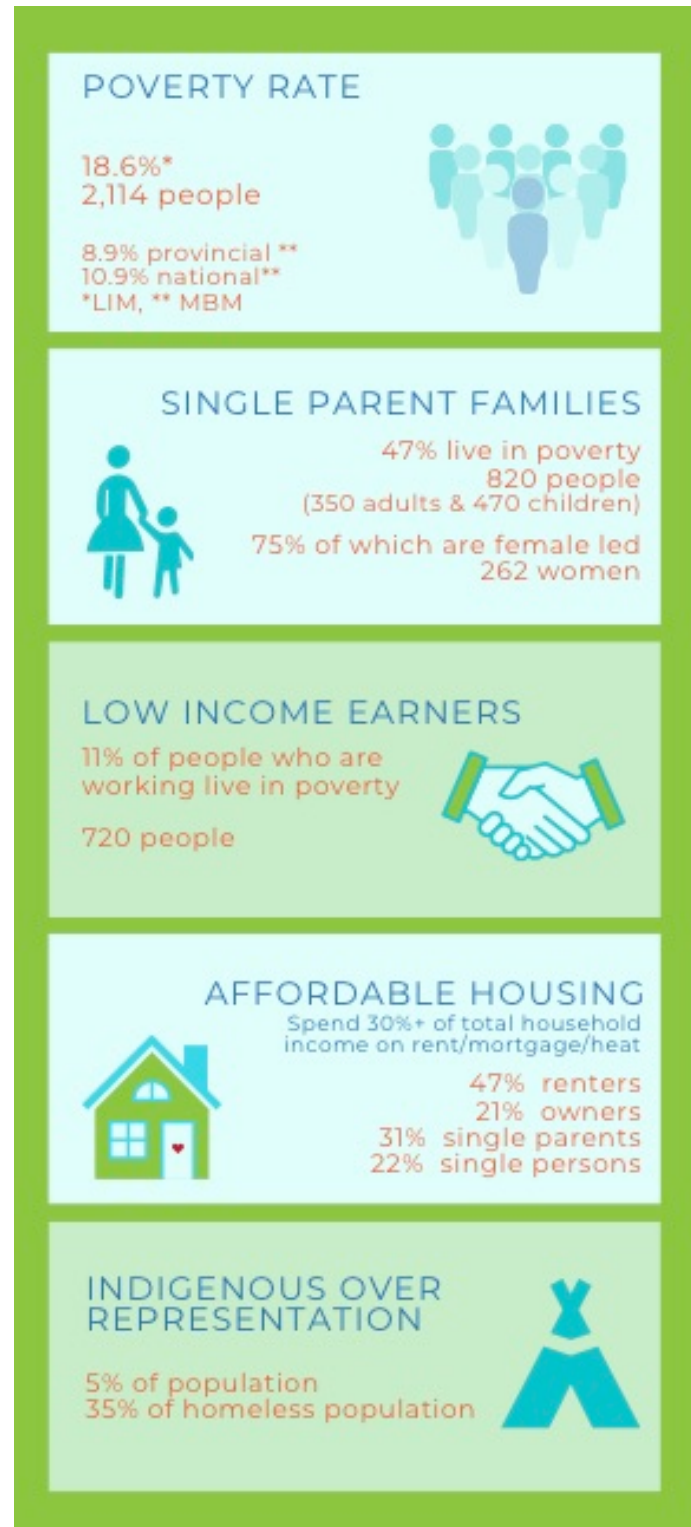 POVERTY RATE
18.6%*
2,114 people
8.9% provincial **
10.9% national**
*LIM, ** MBM
SINGLE PARENT FAMILIES
47% live in poverty
820 people
(350 adults & 470 children)
75% of which are female led
262 women
LOW INCOME EARNERS
11% of people who are
working live in poverty
720 people
AFFORDABLE HOUSING
Spend 30%+ of total household
income on rent/mortgage/heat
47% renters
21% owners
31% single parents
22% single persons
INDIGENOUS OVER
REPRESENTATION
5% of population
35% of homeless population